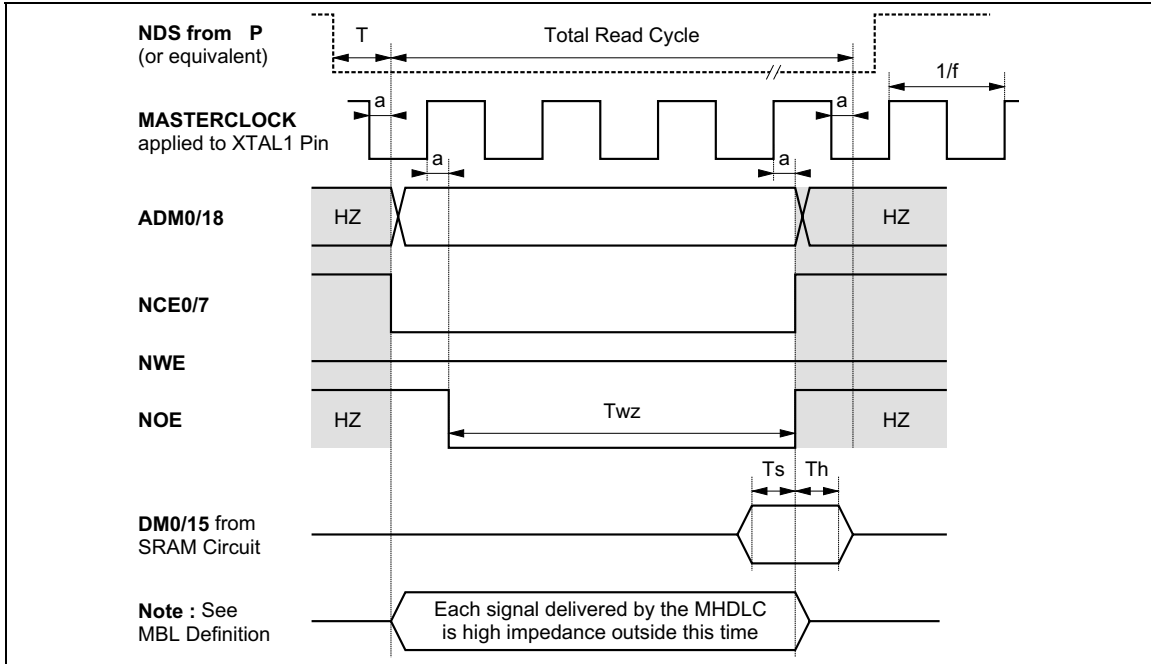 NDS from P
(or equivalent)
T
Total Read Cycle
1/f
MASTERCLOCK
applied to XTAL1 Pin
a
a
a
a
ADM0/18
HZ
HZ
NCE0/7
NWE
NOE
HZ
Twz
HZ
Ts
Th
DM0/15 from
SRAM Circuit
Note : See
MBL Definition
Each signal delivered by the MHDLC
is high impedance outside this time